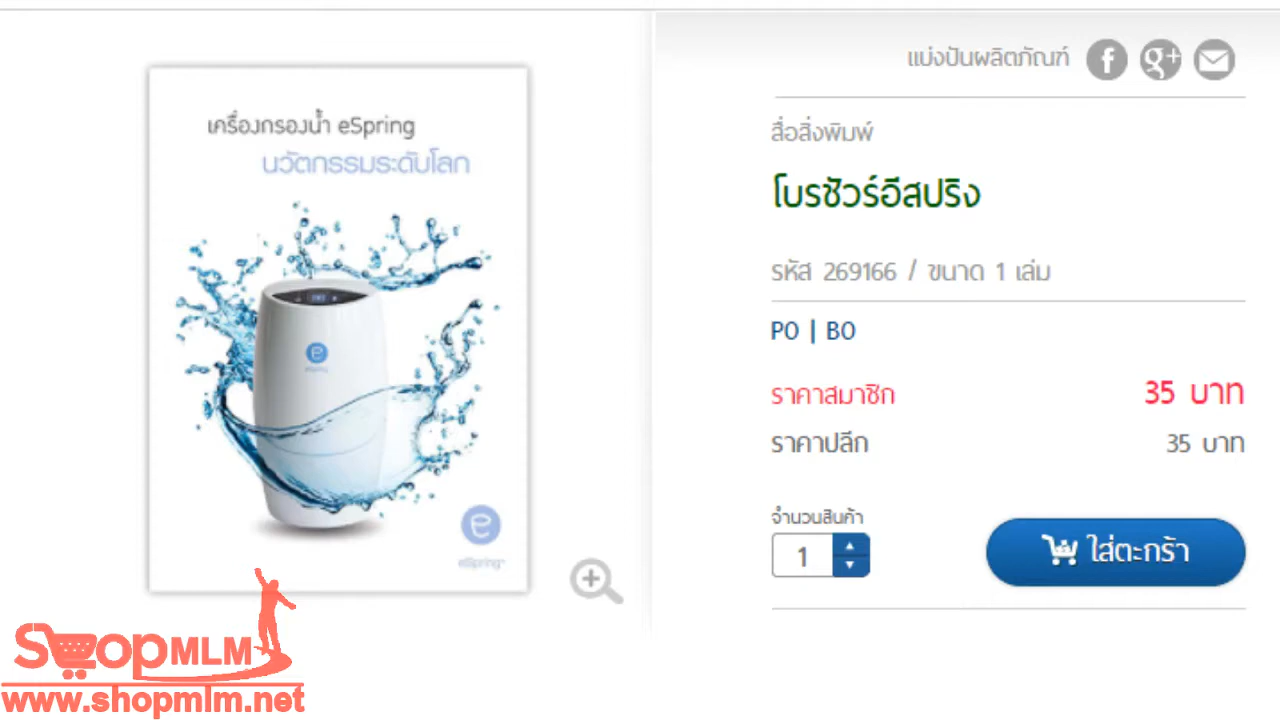 แบ่งปันผลิตภัณฑ์
เครื่องกรองน้ำ eSpring
นวัตกรรมระดับโลก
eSpring
eSpring™
สื่อสิ่งพิมพ์
โบรชัวร์อีสปริง
รหัส 269166 / ขนาด 1 เล่ม
P0 | B0
ราคาสมาชิก 35 บาท
ราคาปลีก 35 บาท
จำนวนสินค้า
1
ใส่ตะกร้า
SHOPMLM
www.shopmlm.net